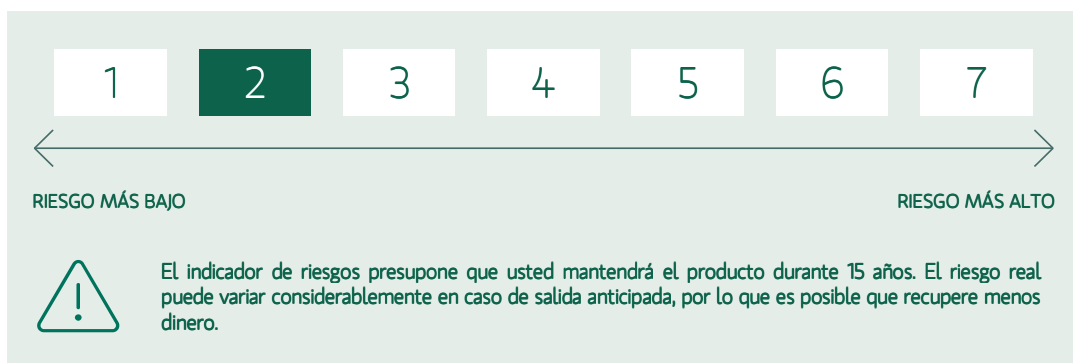 1 2 3 4 5 6 7
RIESGO MÁS BAJO RIESGO MÁS ALTO
El indicador de riesgos presupone que usted mantendrá el producto durante 15 años. El riesgo real
puede variar considerablemente en caso de salida anticipada, por lo que es posible que recupere menos
dinero.